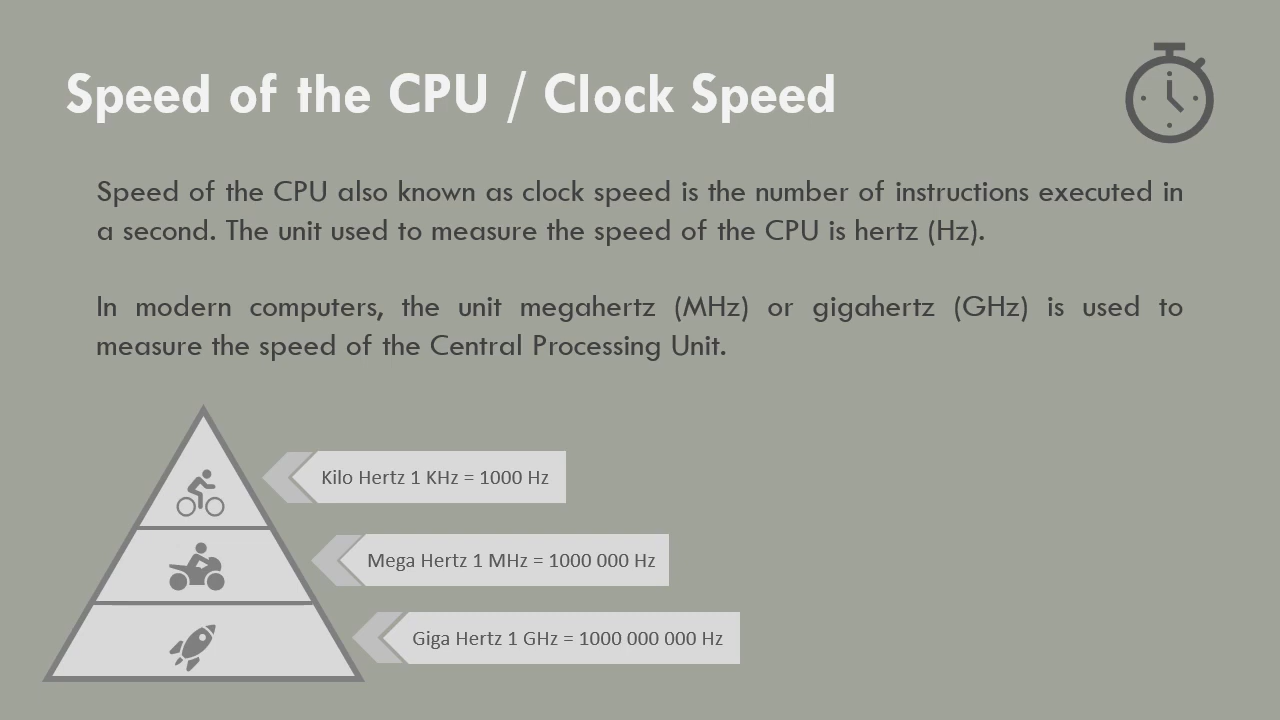 Speed of the CPU / Clock Speed
Speed of the CPU also known as clock speed is the number of instructions executed in
a second. The unit used to measure the speed of the CPU is hertz (Hz).
In modern computers, the unit megahertz (MHz) or gigahertz (GHz) is used to
measure the speed of the Central Processing Unit.
Kilo Hertz 1 KHz = 1000 Hz
Mega Hertz 1 MHz = 1000 000 Hz
Giga Hertz 1 GHz = 1000 000 000 Hz